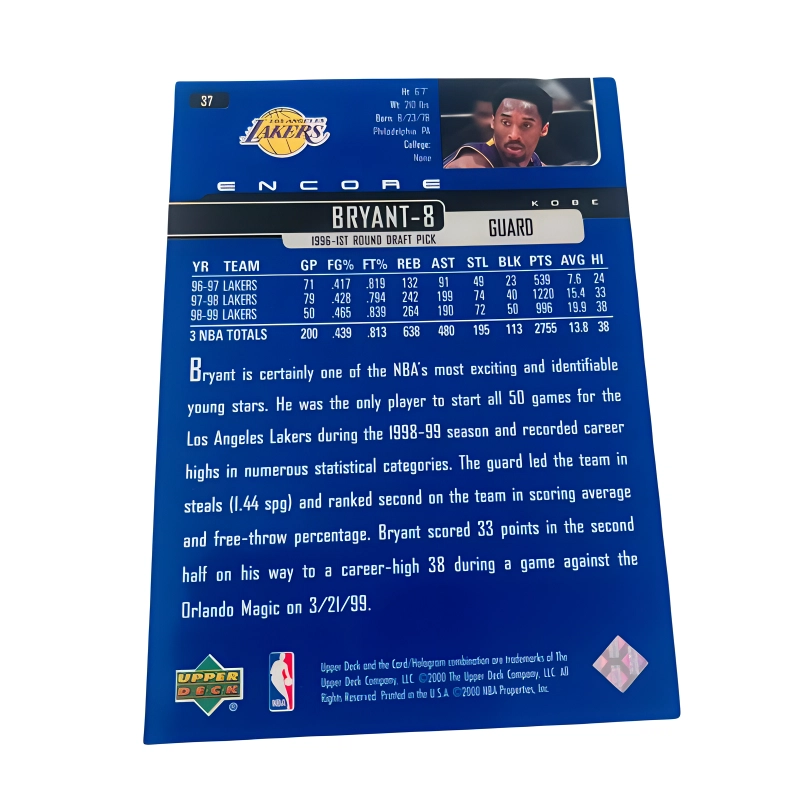 37
LOS ANGELES
LAKERS
Ht: 6'7"
Wt: 210 lbs
Born: 8/23/78
Philadelphia, PA
College:
None
ENCORE
KOBE
BRYANT-8
GUARD
1996-1ST ROUND DRAFT PICK
YR TEAM GP FG% FT% REB AST STL BLK PTS AVG HI
96-97 LAKERS 71 .417 .819 132 91 49 23 539 7.6 24
97-98 LAKERS 79 .428 .794 242 199 74 40 1220 15.4 33
98-99 LAKERS 50 .465 .839 264 190 72 50 996 19.9 38
3 NBA TOTALS 200 .439 .813 638 480 195 113 2755 13.8 38
Bryant is certainly one of the NBA's most exciting and identifiable
young stars. He was the only player to start all 50 games for the
Los Angeles Lakers during the 1998-99 season and recorded career
highs in numerous statistical categories. The guard led the team in
steals (1.44 spg) and ranked second on the team in scoring average
and free-throw percentage. Bryant scored 33 points in the second
half on his way to a career-high 38 during a game against the
Orlando Magic on 3/21/99.
UPPER
DECK
®
NBA
Upper Deck and the Card/Hologram combination are trademarks of The
Upper Deck Company, LLC. ©2000 The Upper Deck Company, LLC. All
Rights Reserved. Printed in the U.S.A. ©2000 NBA Properties, Inc.